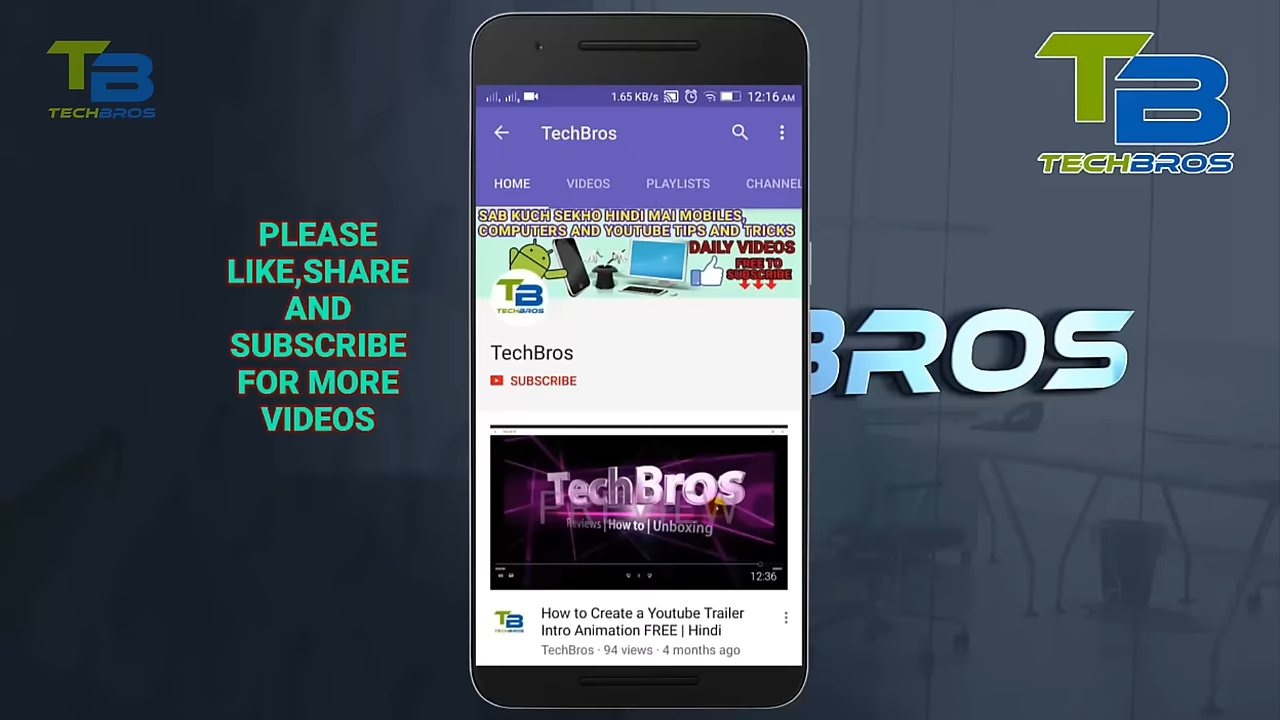 TB
TECHBROS
TB
TECHBROS
PLEASE
LIKE,SHARE
AND
SUBSCRIBE
FOR MORE
VIDEOS
1.65 KB/s
12:16 AM
TechBros
HOME VIDEOS PLAYLISTS CHANNEL
SAB KUCH SEKHO HINDI MAI MOBILES,
COMPUTERS AND YOUTUBE TIPS AND TRICKS
DAILY VIDEOS
FREE TO
SUBSCRIBE
TB
TECHBROS
TechBros
SUBSCRIBE
BROS
TechBros
PREVIEW
Reviews | How to | Unboxing
12:36
TB
TECHBROS
How to Create a Youtube Trailer
Intro Animation FREE | Hindi
TechBros · 94 views · 4 months ago